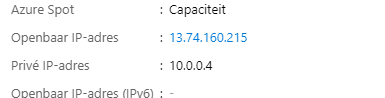 Azure Spot : Capaciteit
Openbaar IP-adres : 13.74.160.215
Privé IP-adres : 10.0.0.4
Openbaar IP-adres (IPv6) : -